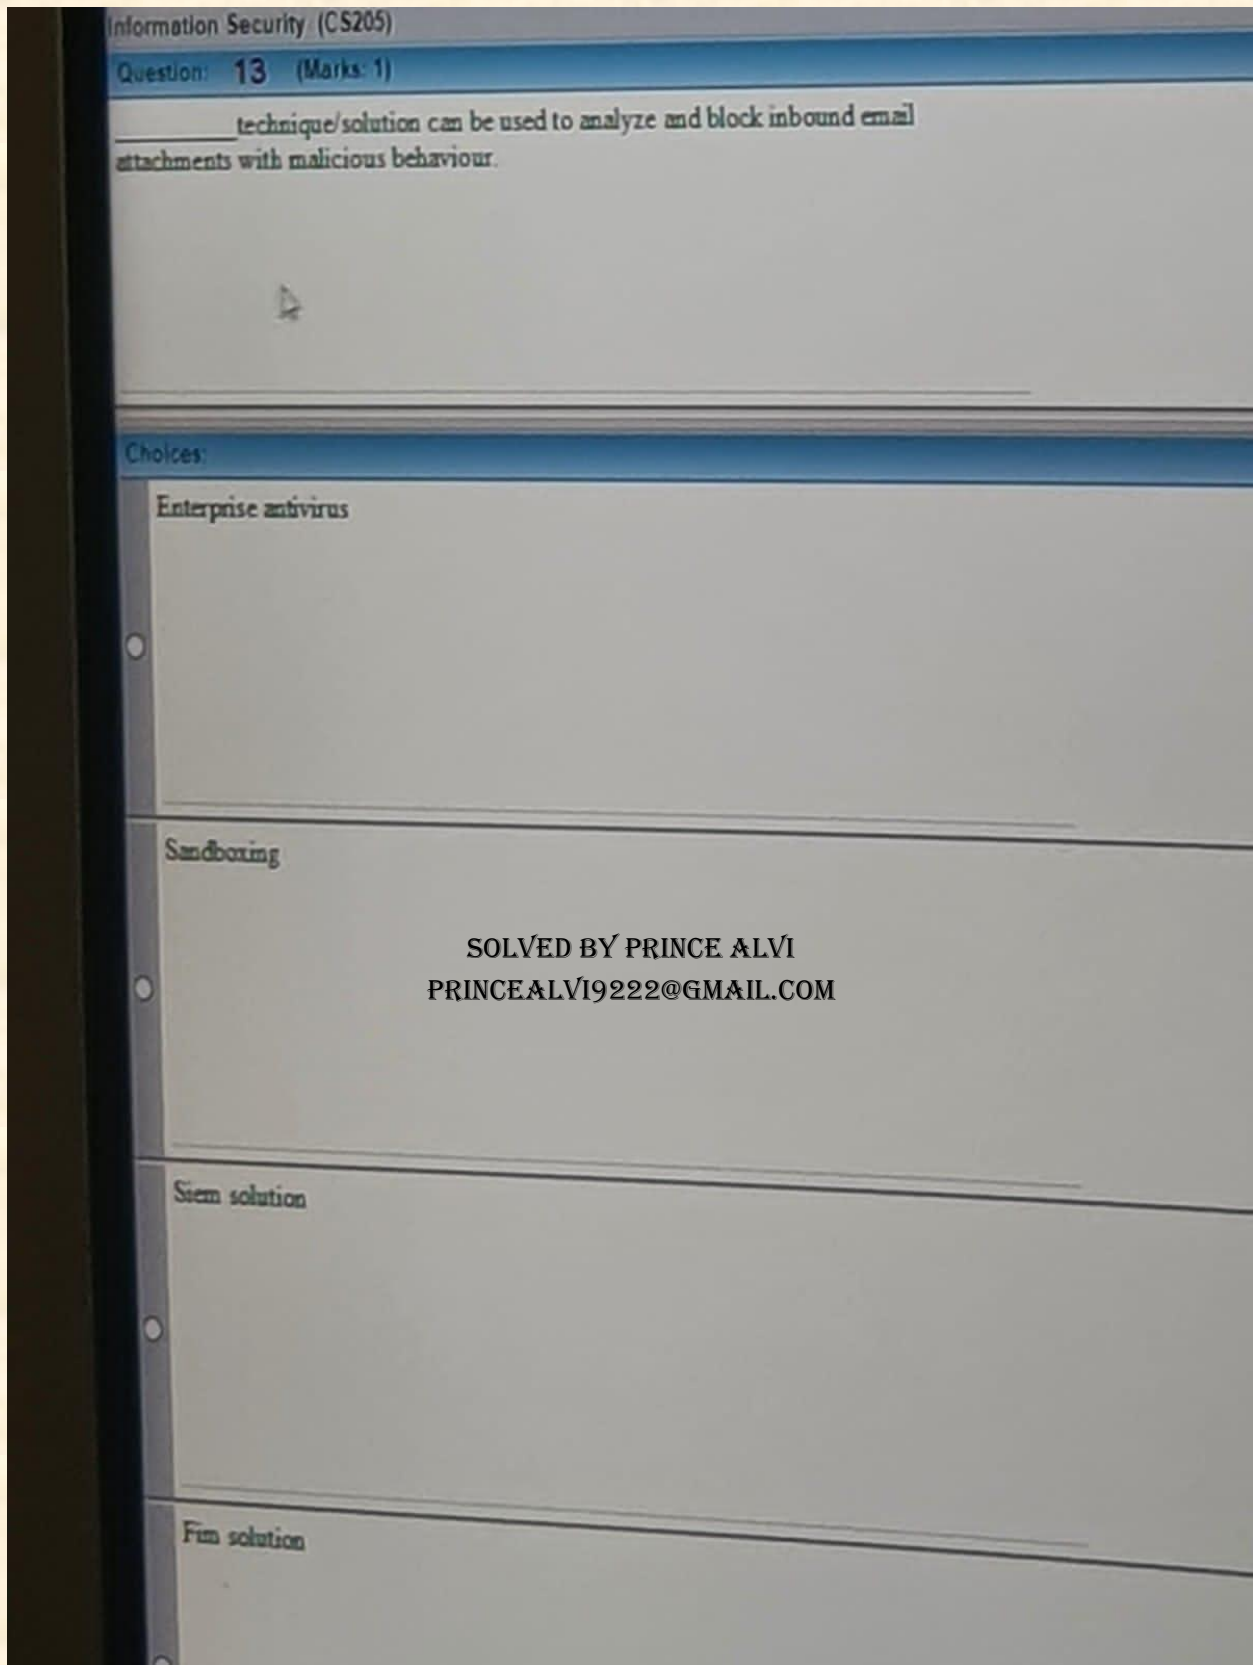 Information Security (CS205)
Question: 13 (Marks: 1)
_________technique/solution can be used to analyze and block inbound email
attachments with malicious behaviour.
Choices:
Enterprise antivirus
Sandboxing
SOLVED BY PRINCE ALVI
PRINCEALVI9222@GMAIL.COM
Siem solution
Fim solution